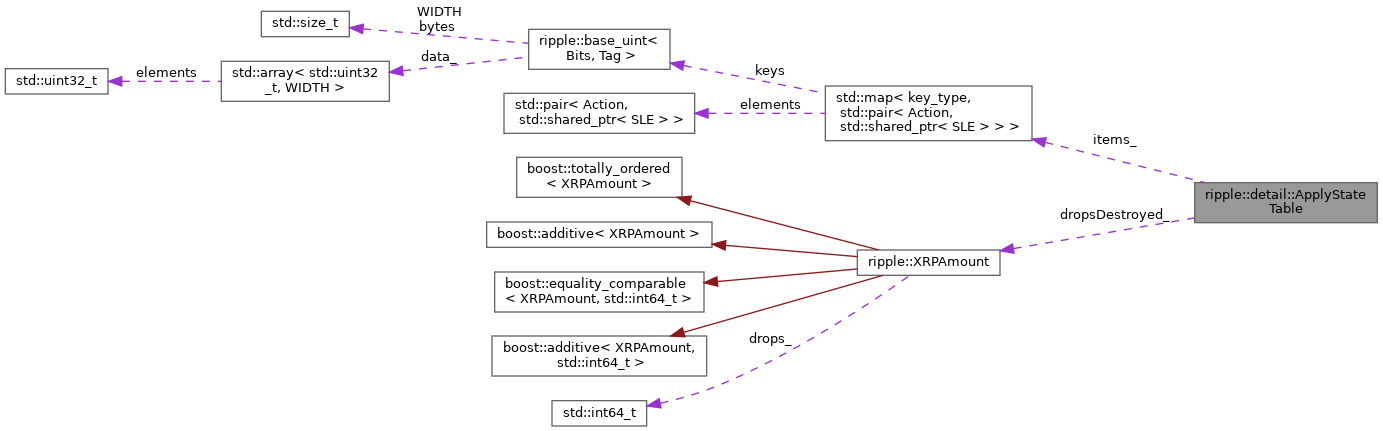 WIDTH
bytes
std::size_t
ripple::base_uint<
Bits, Tag >
data_
std::array< std::uint32
_t, WIDTH >
elements
std::uint32_t
keys
std::map< key_type,
std::pair< Action,
std::shared_ptr< SLE > > >
elements
std::pair< Action,
std::shared_ptr< SLE > >
items_
boost::totally_ordered
< XRPAmount >
ripple::detail::ApplyState
Table
dropsDestroyed_
boost::additive< XRPAmount >
ripple::XRPAmount
boost::equality_comparable
< XRPAmount, std::int64_t >
drops_
boost::additive< XRPAmount,
std::int64_t >
std::int64_t